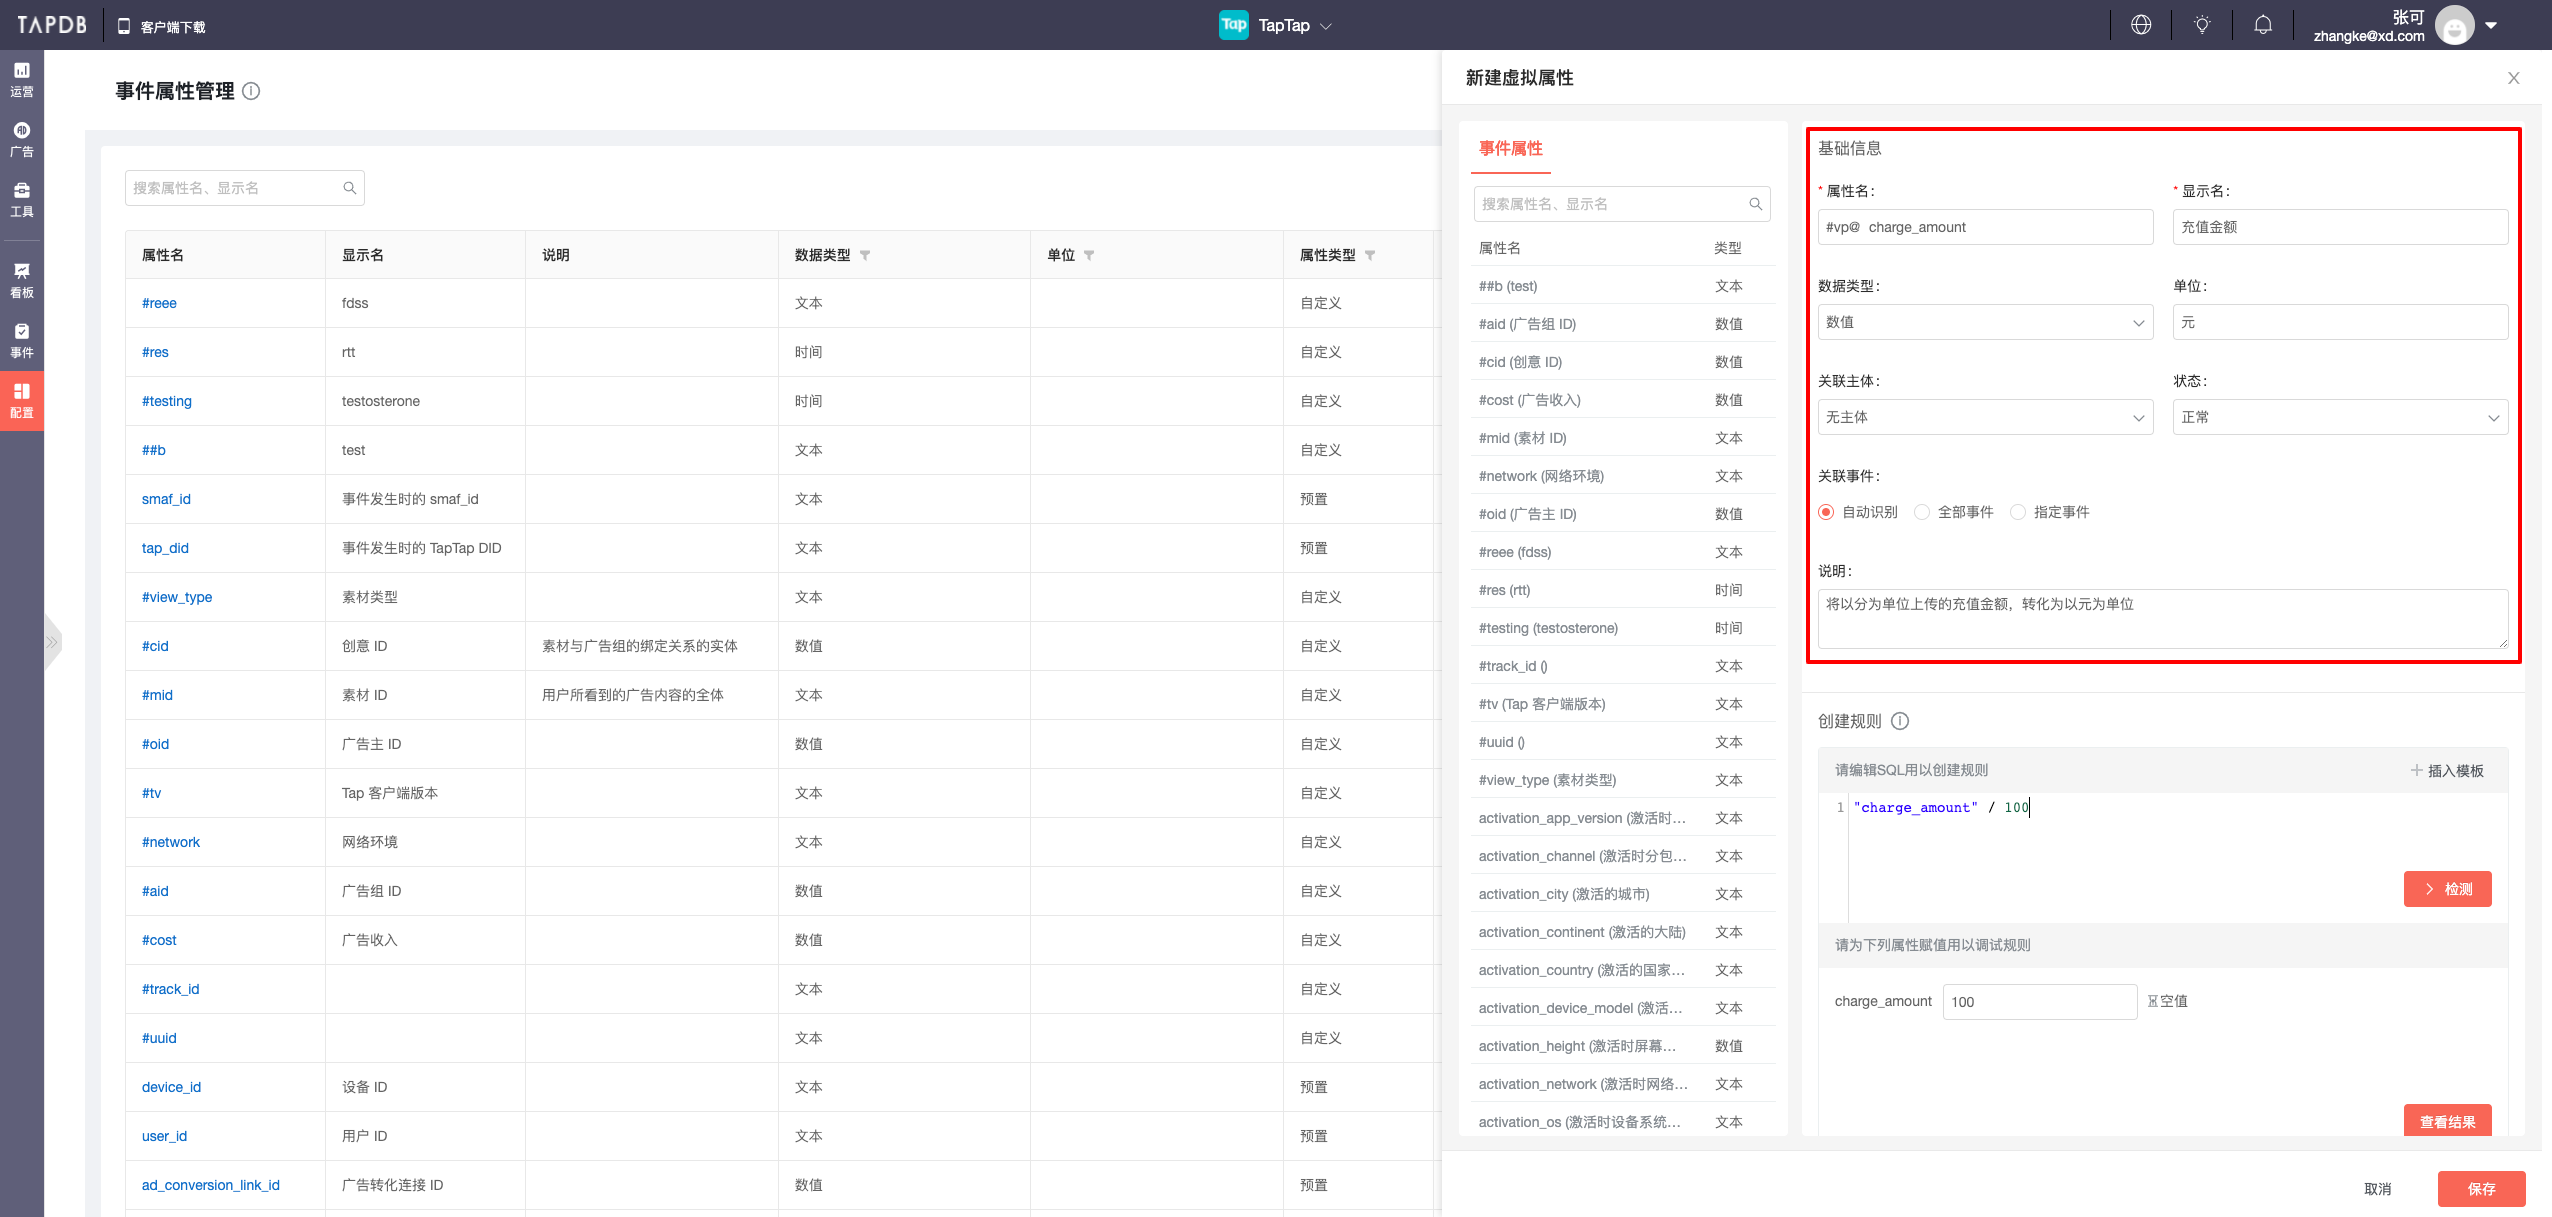 TAPDB
客户端下载
Tap TapTap
张可
zhangke@xd.com
运营
广告
工具
看板
事件
配置
事件属性管理
搜索属性名、显示名
属性名 显示名 说明 数据类型 单位 属性类型
#reee fdss 文本 自定义
#res rtt 时间 自定义
#testing testosterone 时间 自定义
##b test 文本 自定义
smaf_id 事件发生时的 smaf_id 文本 预置
tap_did 事件发生时的 TapTap DID 文本 预置
#view_type 素材类型 文本 自定义
#cid 创意 ID 素材与广告组的绑定关系的实体 数值 自定义
#mid 素材 ID 用户所看到的广告内容的全体 文本 自定义
#oid 广告主 ID 数值 自定义
#tv Tap 客户端版本 文本 自定义
#network 网络环境 文本 自定义
#aid 广告组 ID 数值 自定义
#cost 广告收入 数值 自定义
#track_id 文本 自定义
#uuid 文本 自定义
device_id 设备 ID 文本 预置
user_id 用户 ID 文本 预置
ad_conversion_link_id 广告转化连接 ID 数值 预置
新建虚拟属性
事件属性
搜索属性名、显示名
属性名 类型
##b (test) 文本
#aid (广告组 ID) 数值
#cid (创意 ID) 数值
#cost (广告收入) 数值
#mid (素材 ID) 文本
#network (网络环境) 文本
#oid (广告主 ID) 数值
#reee (fdss) 文本
#res (rtt) 时间
#testing (testosterone) 时间
#track_id () 文本
#tv (Tap 客户端版本) 文本
#uuid () 文本
#view_type (素材类型) 文本
activation_app_version (激活时... 文本
activation_channel (激活时分包... 文本
activation_city (激活的城市) 文本
activation_continent (激活的大陆) 文本
activation_country (激活的国家... 文本
activation_device_model (激活... 文本
activation_height (激活时屏幕... 数值
activation_network (激活时网络... 文本
activation_os (激活时设备系统... 文本
基础信息
* 属性名: * 显示名:
#vp@ charge_amount 充值金额
数据类型: 单位:
数值 元
关联主体: 状态:
无主体 正常
关联事件:
自动识别 全部事件 指定事件
说明:
将以分为单位上传的充值金额，转化为以元为单位
创建规则
请编辑SQL用以创建规则 插入模板
1 "charge_amount" / 100
检测
请为下列属性赋值用以调试规则
charge_amount 100 空值
查看结果
取消 保存